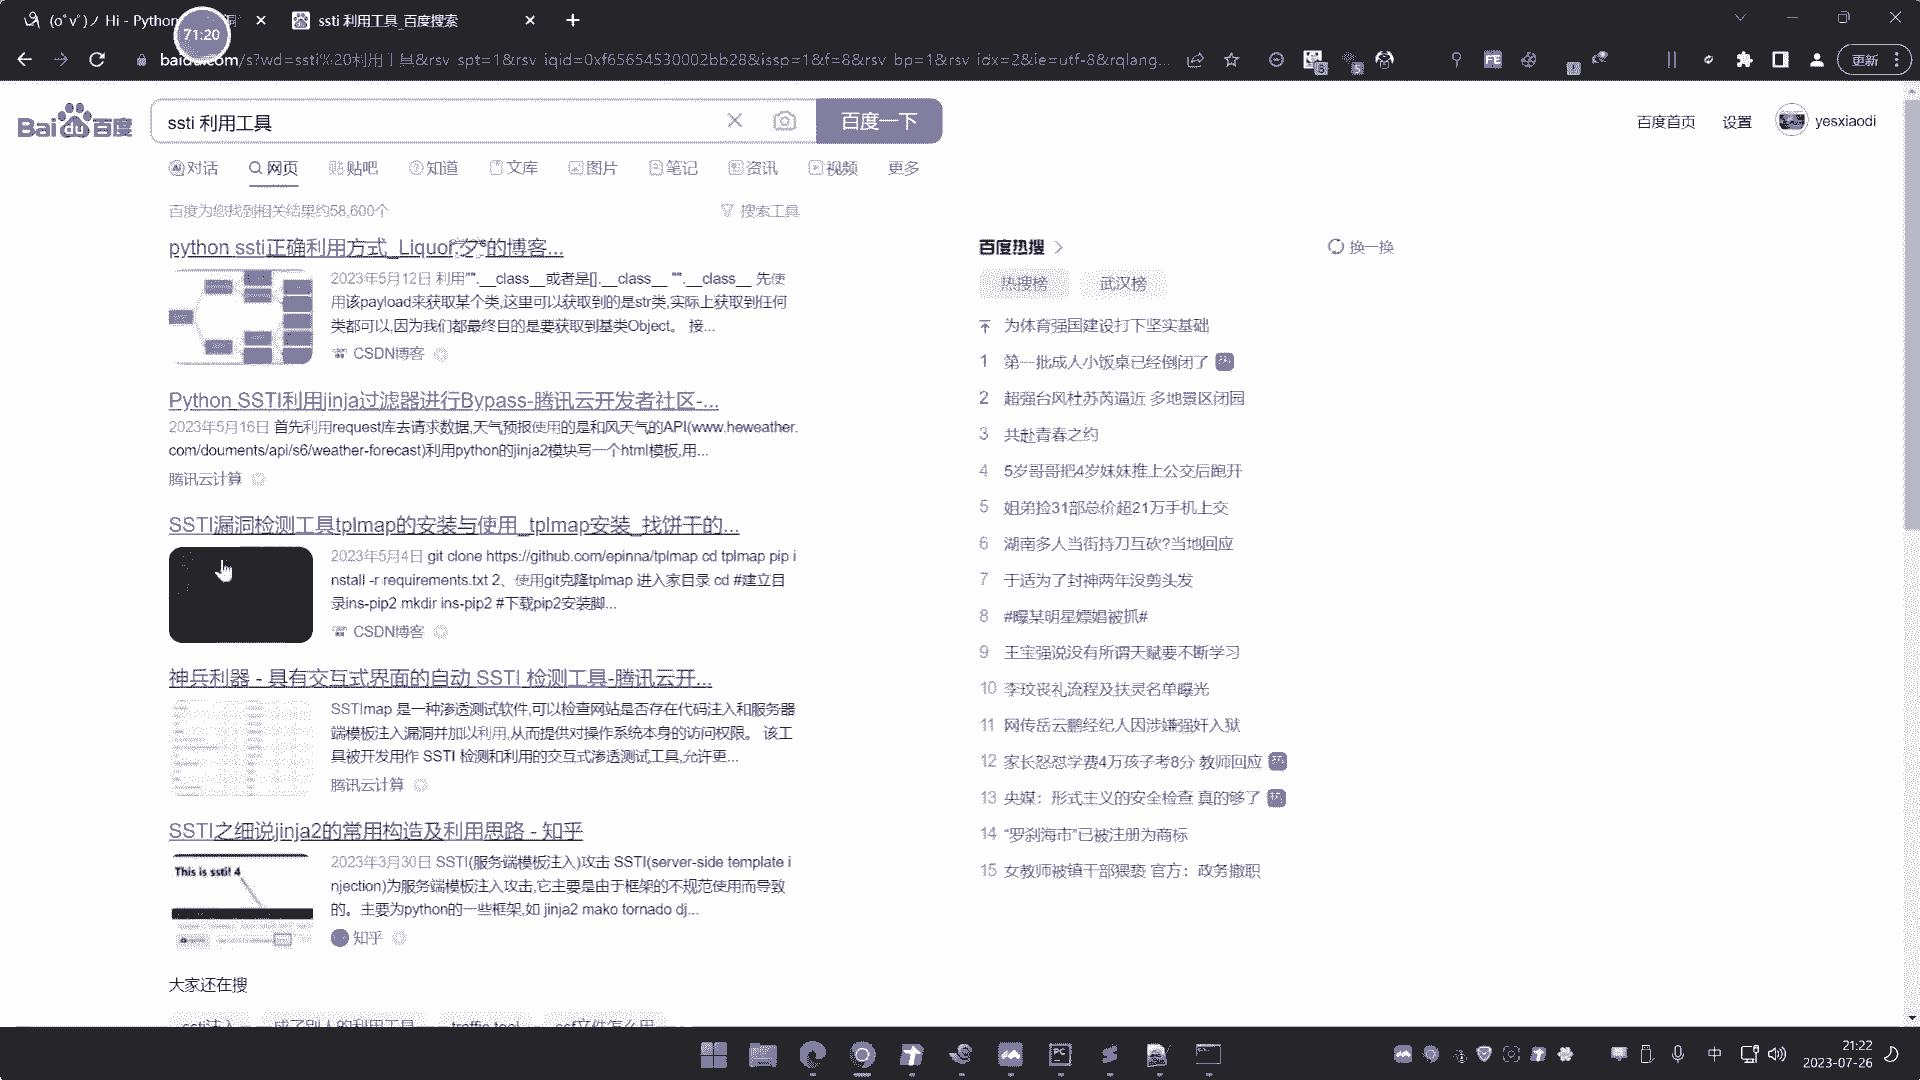 (oﾟvﾟ)ノ Hi - Python
71:20
ssti 利用工具_百度搜索
baidu.com/s?wd=ssti%20利用工具&rsv_spt=1&rsv_iqid=0xf65654530002bb28&issp=1&f=8&rsv_bp=1&rsv_idx=2&ie=utf-8&rqlang...
更新
Bai du 百度
ssti 利用工具
百度一下
百度首页
设置
yesxiaodi
对话
网页
贴吧
知道
文库
图片
笔记
资讯
视频
更多
百度为您找到相关结果约58,600个
搜索工具
python ssti正确利用方式_Liquor夕°的博客...
2023年5月12日 利用"".__class__或者是[].__class__ "".__class__ 先使
用该payload来获取某个类,这里可以获取到的是str类,实际上获取到任何
类都可以,因为我们都最终目的是要获取到基类Object。 接...
CSDN博客
Python SSTI利用jinja过滤器进行Bypass-腾讯云开发者社区-...
2023年5月16日 首先利用request库去请求数据,天气预报使用的是和风天气的API(www.heweather.
com/douments/api/s6/weather-forecast)利用python的jinja2模块写一个html模板,用...
腾讯云计算
SSTI漏洞检测工具tplmap的安装与使用_tplmap安装_找饼干的...
2023年5月4日 git clone https://github.com/epinna/tplmap cd tplmap pip i
nstall -r requirements.txt 2、使用git克隆tplmap 进入家目录 cd #建立目
录ins-pip2 mkdir ins-pip2 #下载pip2安装脚...
CSDN博客
神兵利器 - 具有交互式界面的自动 SSTI 检测工具-腾讯云开...
SSTImap 是一种渗透测试软件,可以检查网站是否存在代码注入和服务器
端模板注入漏洞并加以利用,从而提供对操作系统本身的访问权限。 该工
具被开发用作 SSTI 检测和利用的交互式渗透测试工具,允许更...
腾讯云计算
SSTI之细说jinja2的常用构造及利用思路 - 知乎
This is ssti! 4
2023年3月30日 SSTI(服务端模板注入)攻击 SSTI(server-side template i
njection)为服务端模板注入攻击,它主要是由于框架的不规范使用而导致
的。主要为python的一些框架,如 jinja2 mako tornado dj...
知乎
大家还在搜
ssti注入
成了别人的利用工具
traffic tool
ssf文件怎么用
百度热搜
换一换
热搜榜
武汉榜
为体育强国建设打下坚实基础
1 第一批成人小饭桌已经倒闭了 热
2 超强台风杜苏芮逼近 多地景区闭园
3 共赴青春之约
4 5岁哥哥把4岁妹妹推上公交后跑开
5 姐弟捡31部总价超21万手机上交
6 湖南多人当街持刀互砍?当地回应
7 于适为了封神两年没剪头发
8 #曝某明星嫖娼被抓#
9 王宝强说没有所谓天赋要不断学习
10 李玟丧礼流程及扶灵名单曝光
11 网传岳云鹏经纪人因涉嫌强奸入狱
12 家长怒怼学费4万孩子考8分 教师回应 热
13 央媒：形式主义的安全检查 真的够了 热
14 “罗刹海市”已被注册为商标
15 女教师被镇干部猥亵 官方：政务撤职
中
21:22
2023-07-26